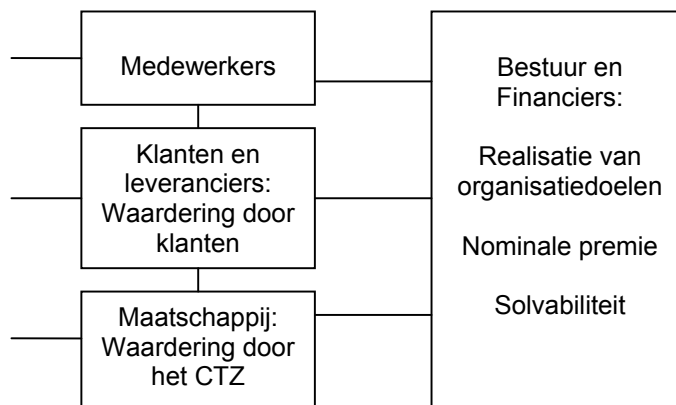 Medewerkers
Klanten en
leveranciers:
Waardering door
klanten
Maatschappij:
Waardering door
het CTZ
Bestuur en
Financiers:
Realisatie van
organisatiedoelen
Nominale premie
Solvabiliteit